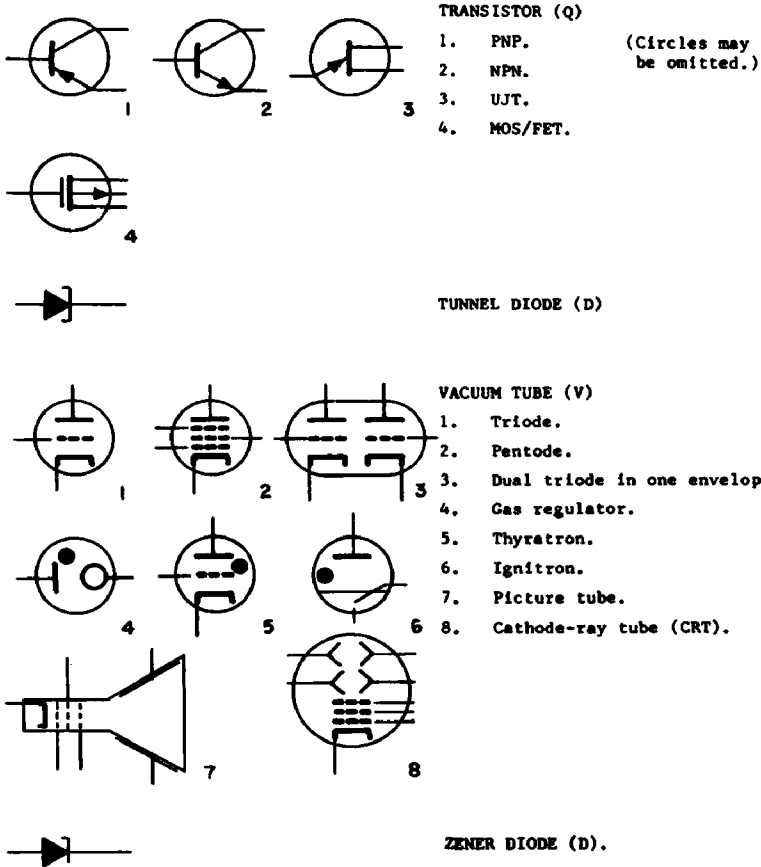 TRANSISTOR (Q)
1. PNP. (Circles may
be omitted.)
2. NPN.
3. UJT.
4. MOS/FET.
1 2 3
4
TUNNEL DIODE (D)
VACUUM TUBE (V)
1. Triode.
2. Pentode.
3. Dual triode in one envelop
4. Gas regulator.
5. Thyratron.
6. Ignitron.
7. Picture tube.
8. Cathode-ray tube (CRT).
1 2 3
4 5 6
7 8
ZENER DIODE (D).